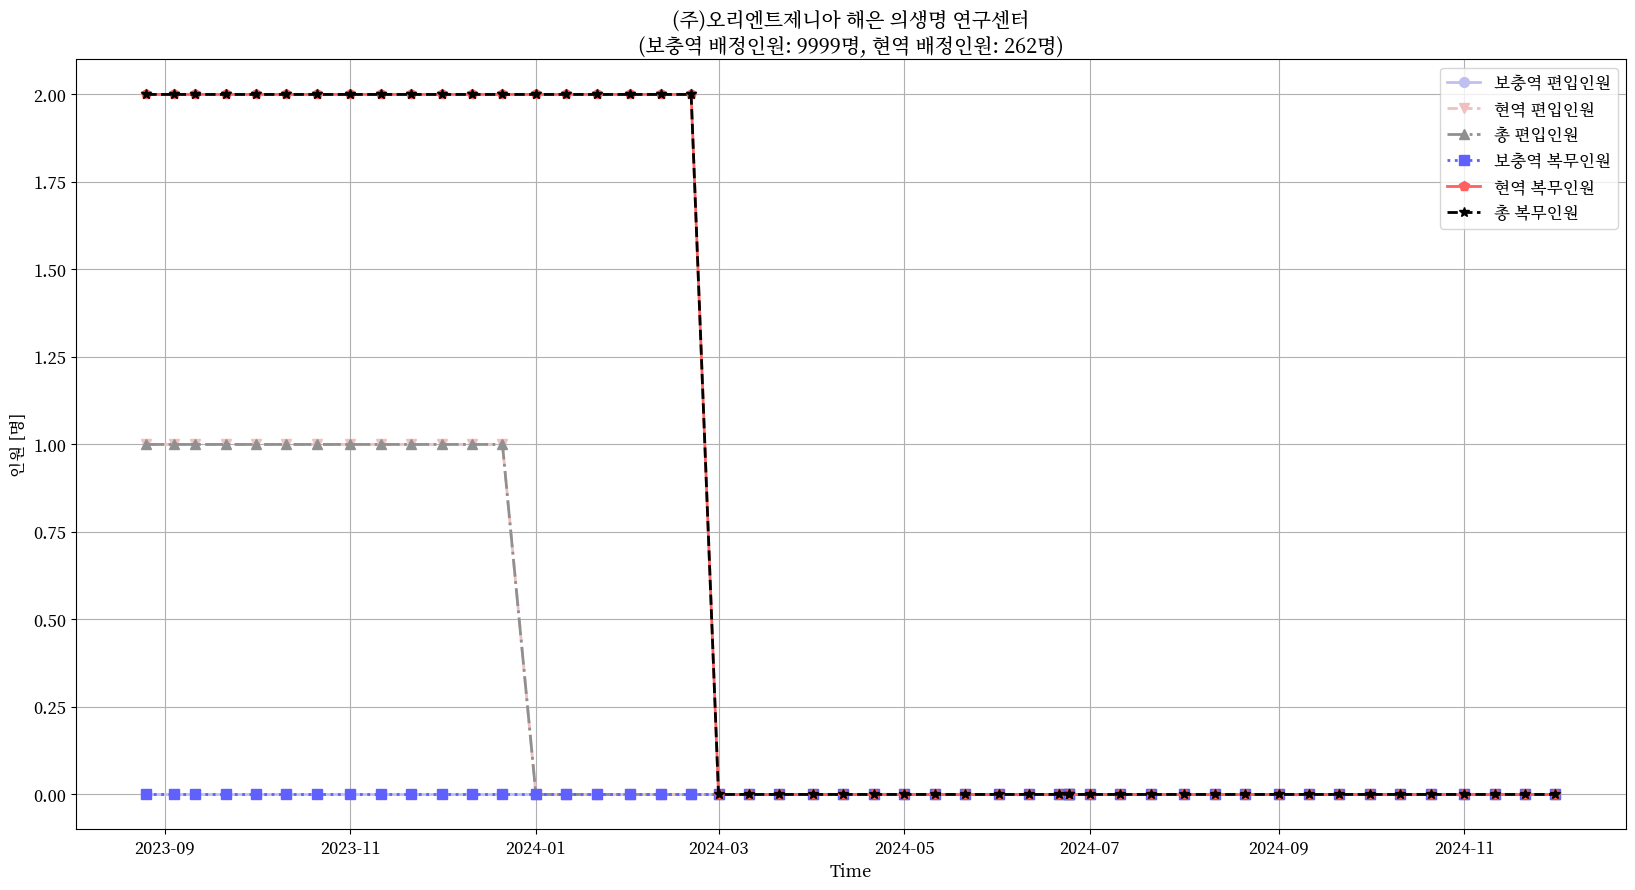 (주)오리엔트제니아 해은 의생명 연구센터
(보충역 배정인원: 9999명, 현역 배정인원: 262명)
보충역 편입인원
현역 편입인원
총 편입인원
보충역 복무인원
현역 복무인원
총 복무인원
인원 [명]
2.00
1.75
1.50
1.25
1.00
0.75
0.50
0.25
0.00
2023-09 2023-11 2024-01 2024-03 2024-05 2024-07 2024-09 2024-11
Time